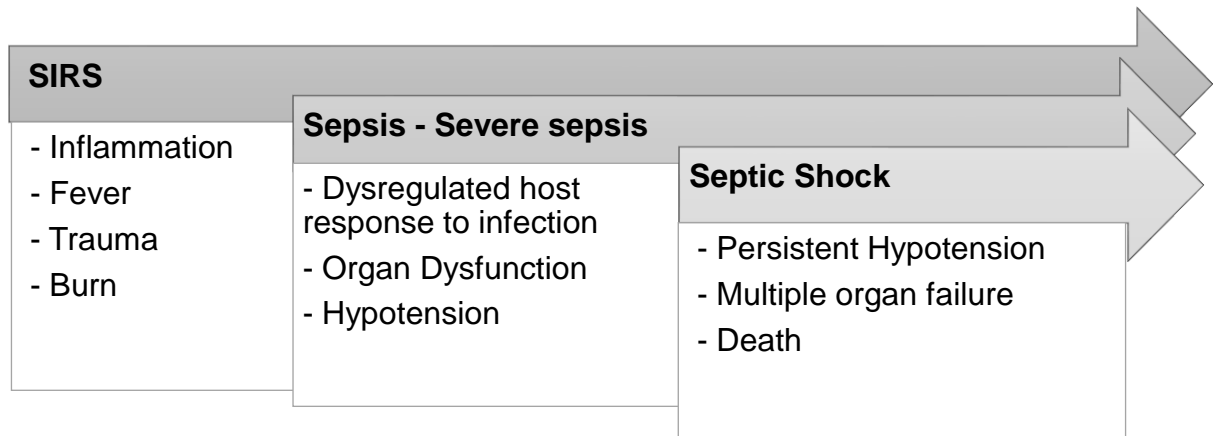 SIRS
- Inflammation
- Fever
- Trauma
- Burn
Sepsis - Severe sepsis
- Dysregulated host
response to infection
- Organ Dysfunction
- Hypotension
Septic Shock
- Persistent Hypotension
- Multiple organ failure
- Death